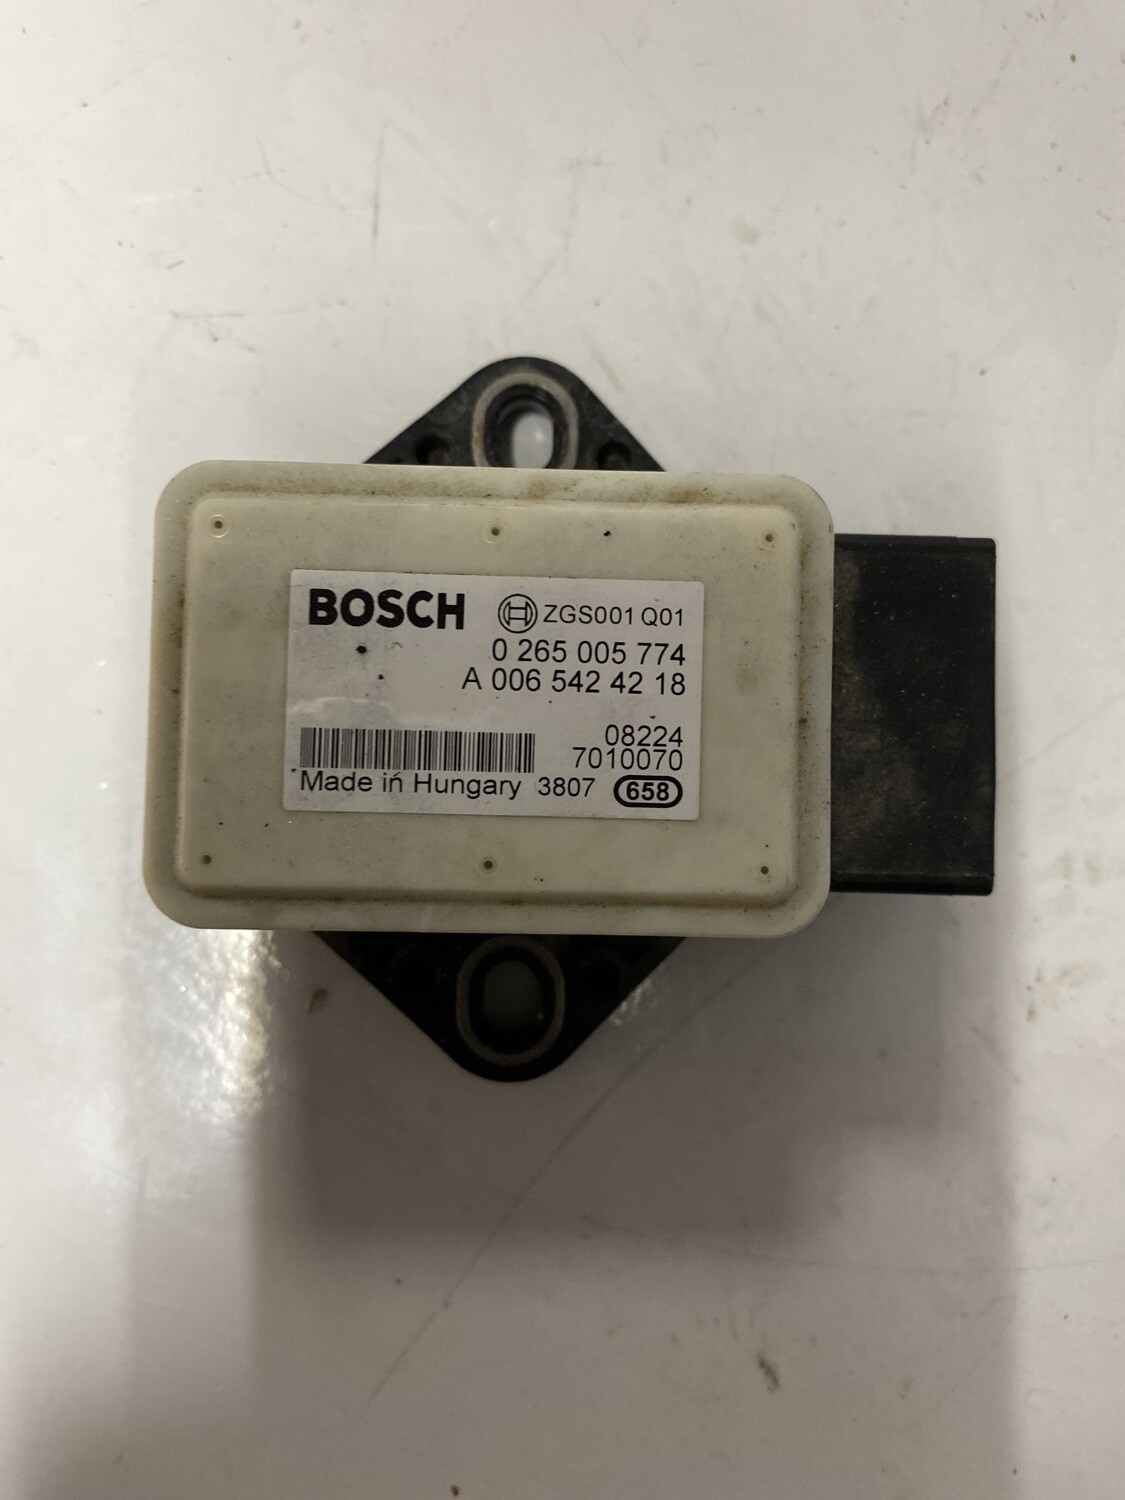 BOSCH ZGS001 Q01
0 265 005 774
A 006 542 42 18
08224
7010070
Made in Hungary 3807 658